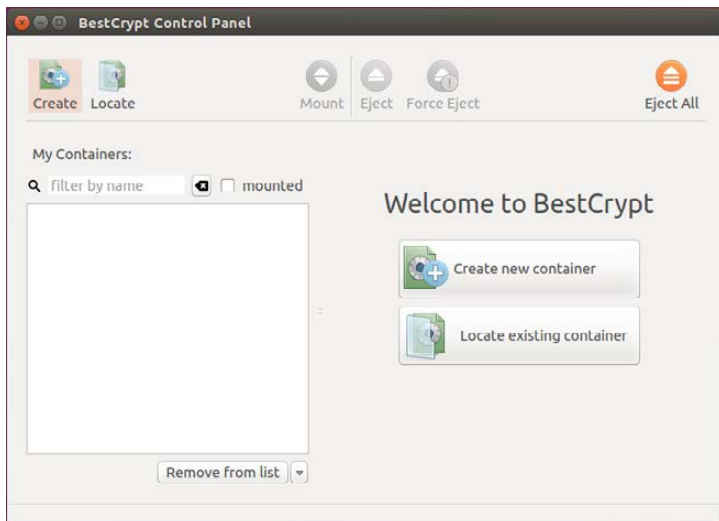 BestCrypt Control Panel
Create Locate Mount Eject Force Eject Eject All
My Containers:
filter by name mounted
Welcome to BestCrypt
Create new container
Locate existing container
Remove from list